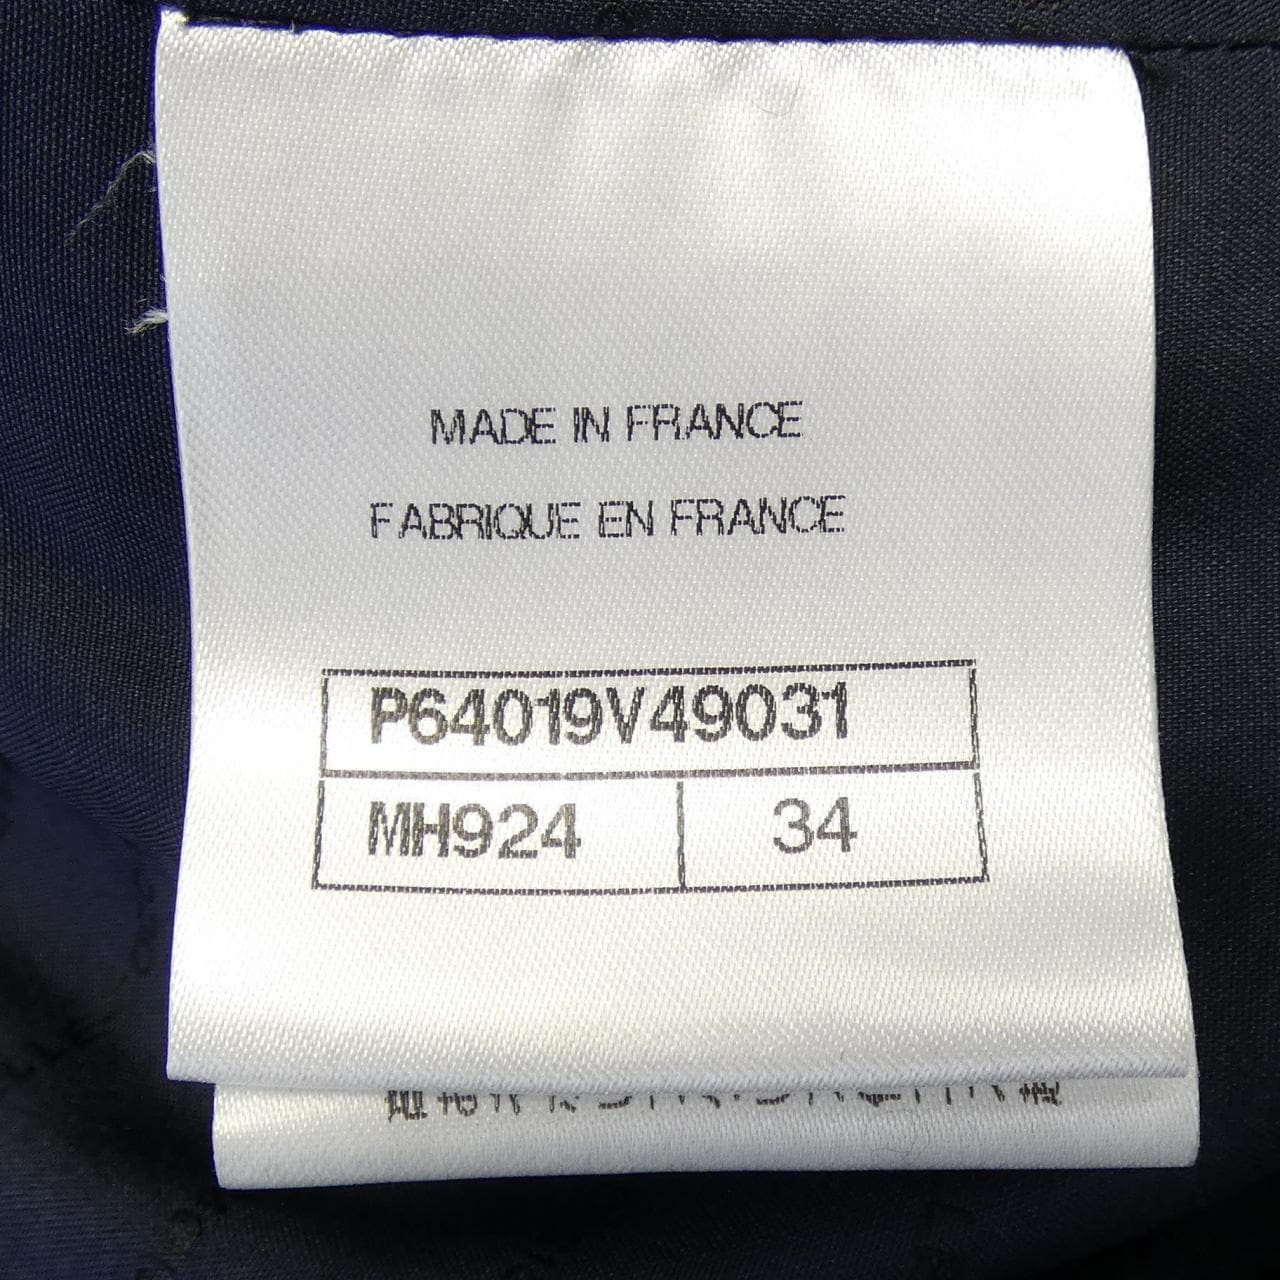 MADE IN FRANCE
FABRIQUE EN FRANCE
P64019V49031
MH924 34